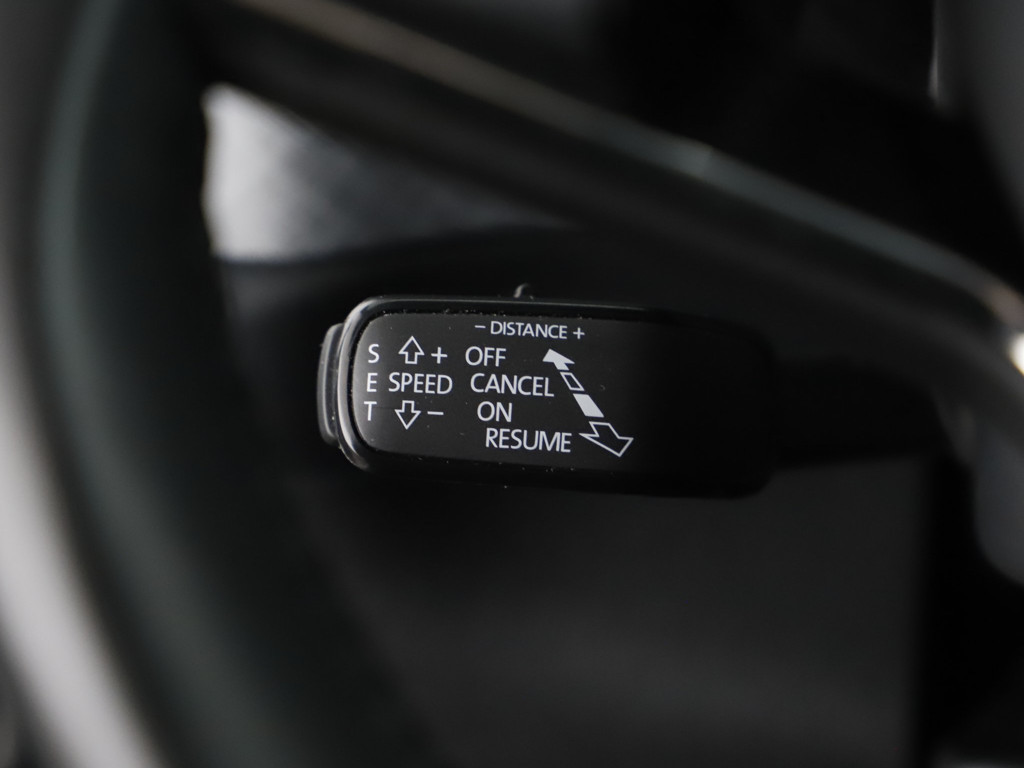 - DISTANCE +
S + OFF
E SPEED CANCEL
T - ON
RESUME